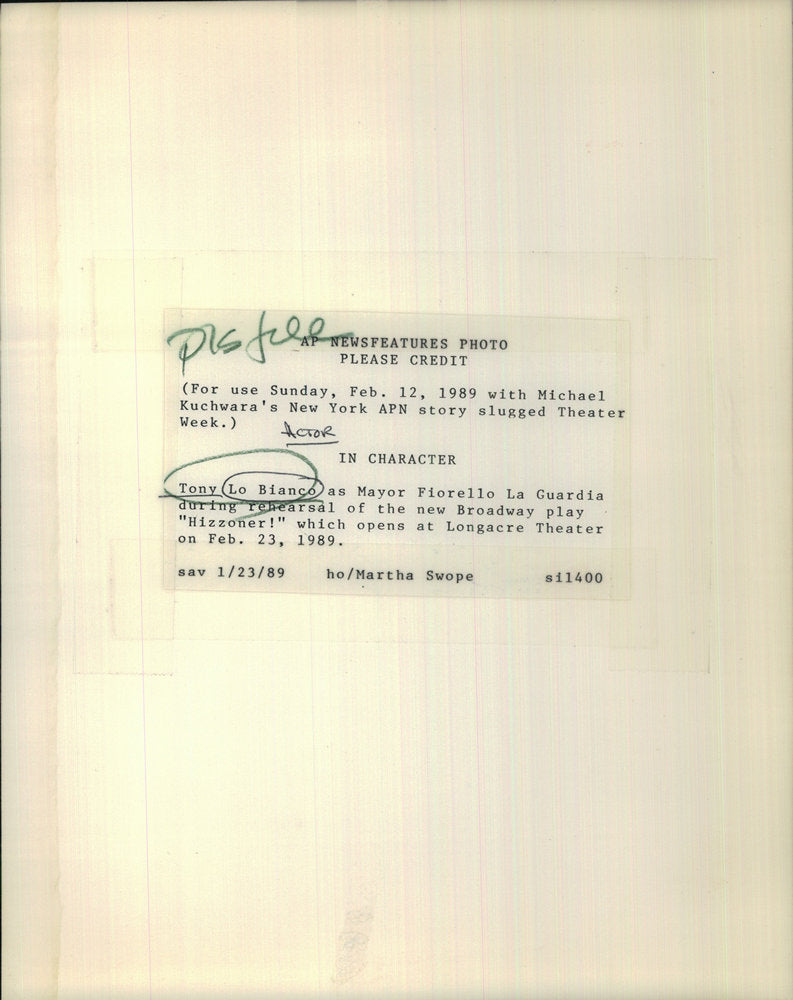 pls file
AP NEWSFEATURES PHOTO
PLEASE CREDIT
(For use Sunday, Feb. 12, 1989 with Michael
Kuchwara's New York APN story slugged Theater
Week.)
ACTOR
IN CHARACTER
Tony Lo Bianco as Mayor Fiorello La Guardia
during rehearsal of the new Broadway play
"Hizzoner!" which opens at Longacre Theater
on Feb. 23, 1989.
sav 1/23/89 ho/Martha Swope si1400